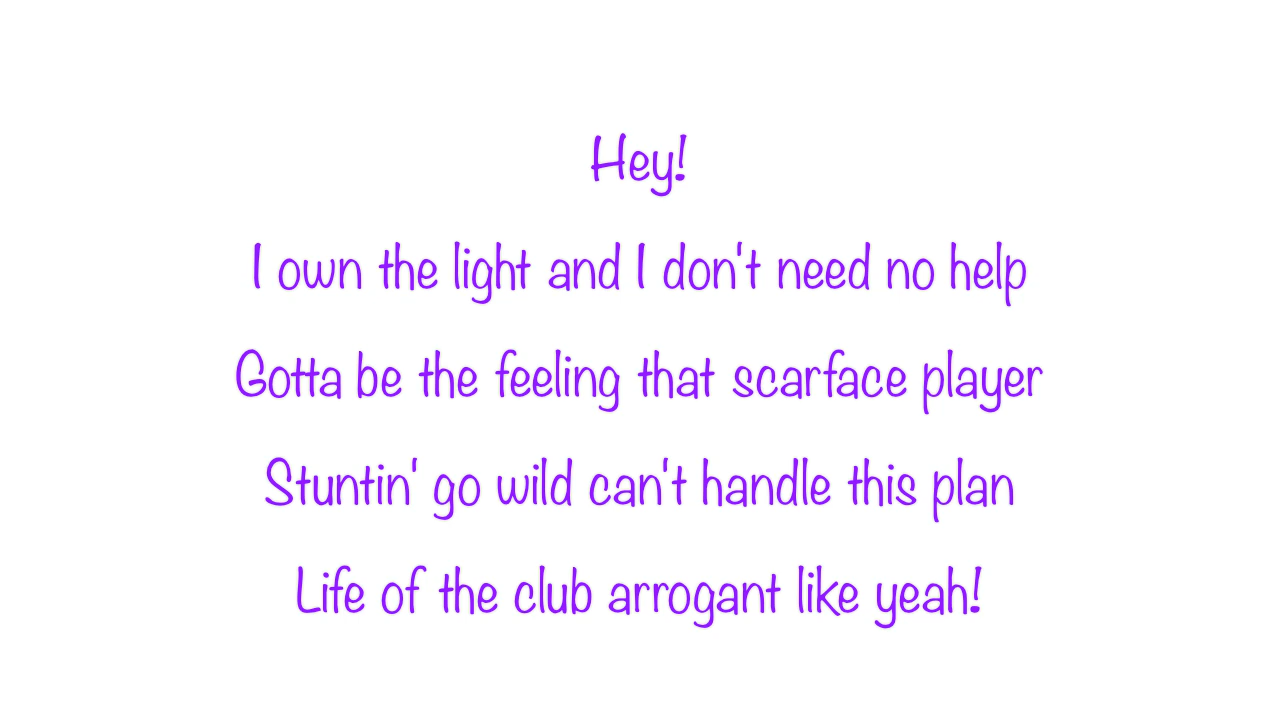 Hey!
I own the light and I don't need no help
Gotta be the feeling that scarface player
Stuntin' go wild can't handle this plan
Life of the club arrogant like yeah!